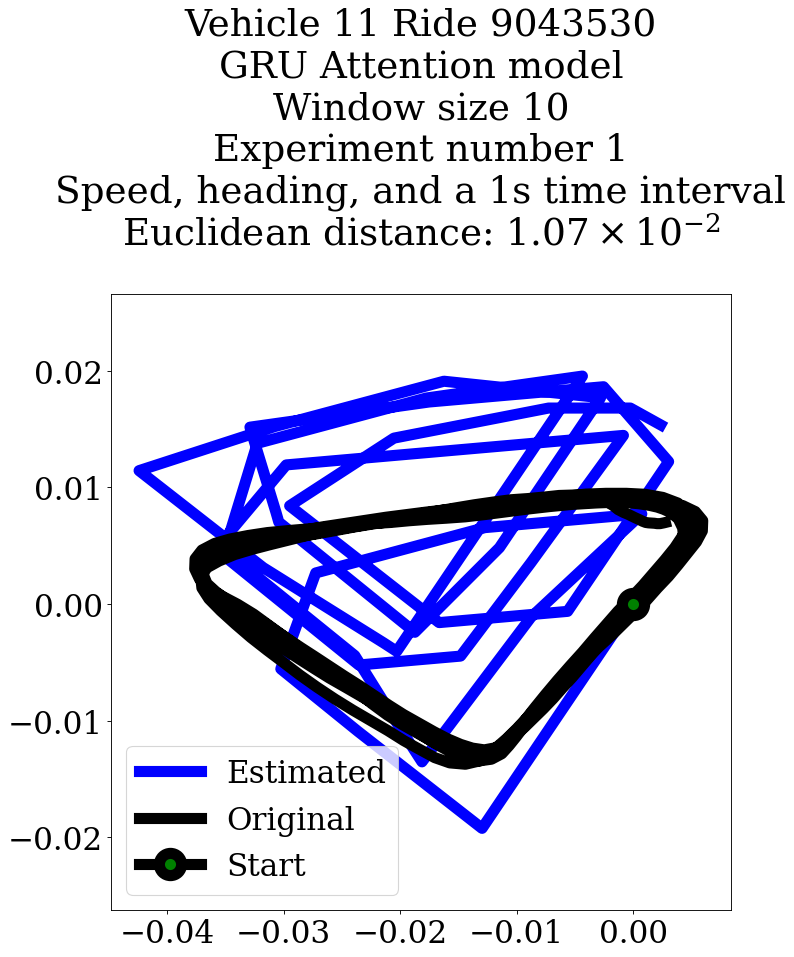 Vehicle 11 Ride 9043530
GRU Attention model
Window size 10
Experiment number 1
Speed, heading, and a 1s time interval
Euclidean distance: 1.07 × 10⁻²
0.02
0.01
0.00
−0.01
−0.02
Estimated
Original
Start
−0.04 −0.03 −0.02 −0.01 0.00